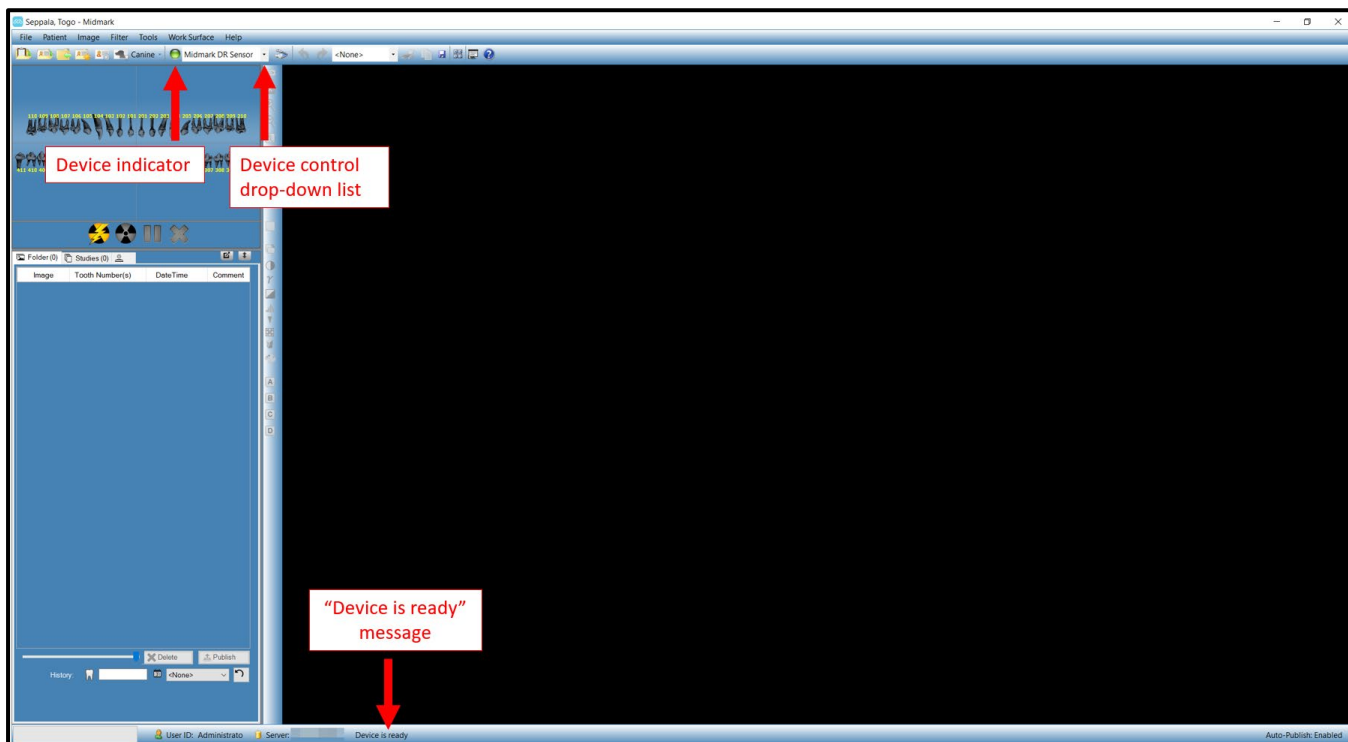 Seppala, Togo - Midmark
File Patient Image Filter Tools Work Surface Help
Canine Midmark DR Sensor <None>
Device indicator
Device control
drop-down list
Folder(0) Studies (0)
Image Tooth Number(s) DateTime Comment
A
B
C
D
"Device is ready"
message
Delete Publish
History: <None>
User ID: Administrato Server: Device is ready Auto-Publish: Enabled